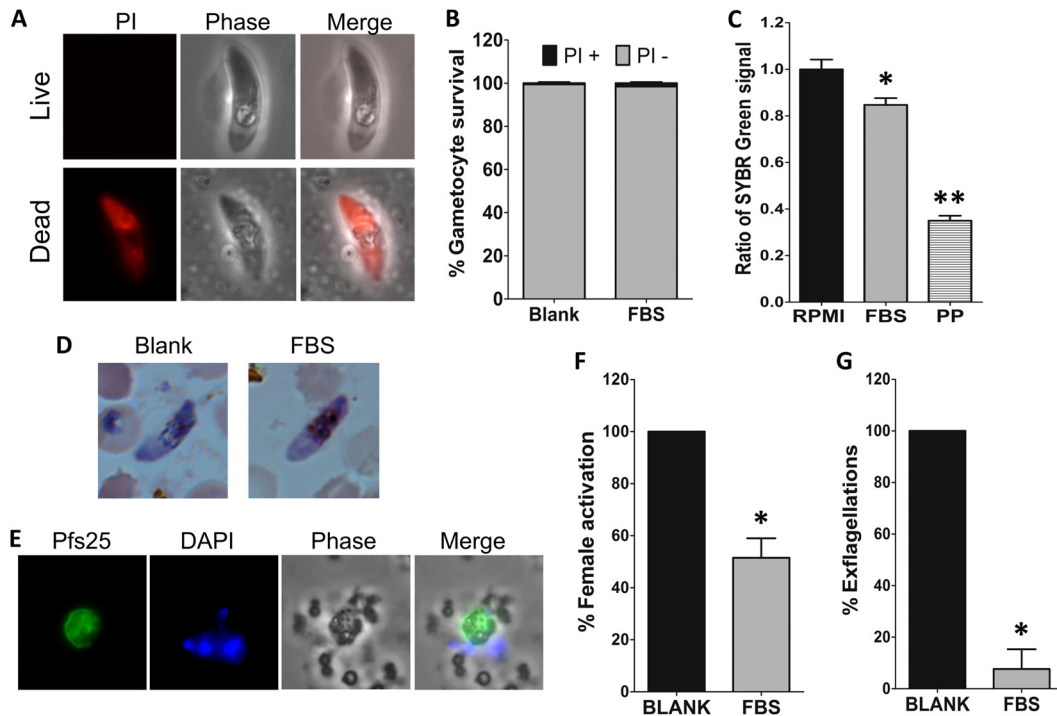 A
PI Phase Merge
Live
Dead
B
120
100
80
60
40
20
0
% Gametocyte survival
PI + PI -
Blank FBS
C
1.2
1.0
0.8
0.6
0.4
0.2
0.0
Ratio of SYBR Green signal
*
**
RPMI FBS PP
D
Blank FBS
E
Pfs25 DAPI Phase Merge
F
120
100
80
60
40
20
0
% Female activation
*
BLANK FBS
G
120
100
80
60
40
20
0
% Exflagellations
*
BLANK FBS